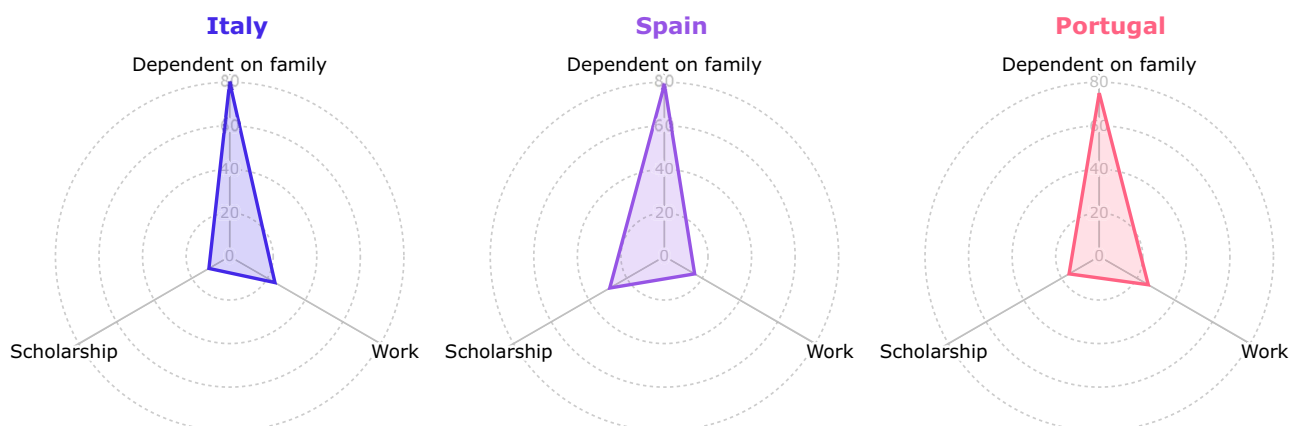 Italy
Dependent on family
80
60
40
20
0
Scholarship
Work
Spain
Dependent on family
80
60
40
20
0
Scholarship
Work
Portugal
Dependent on family
80
60
40
20
0
Scholarship
Work